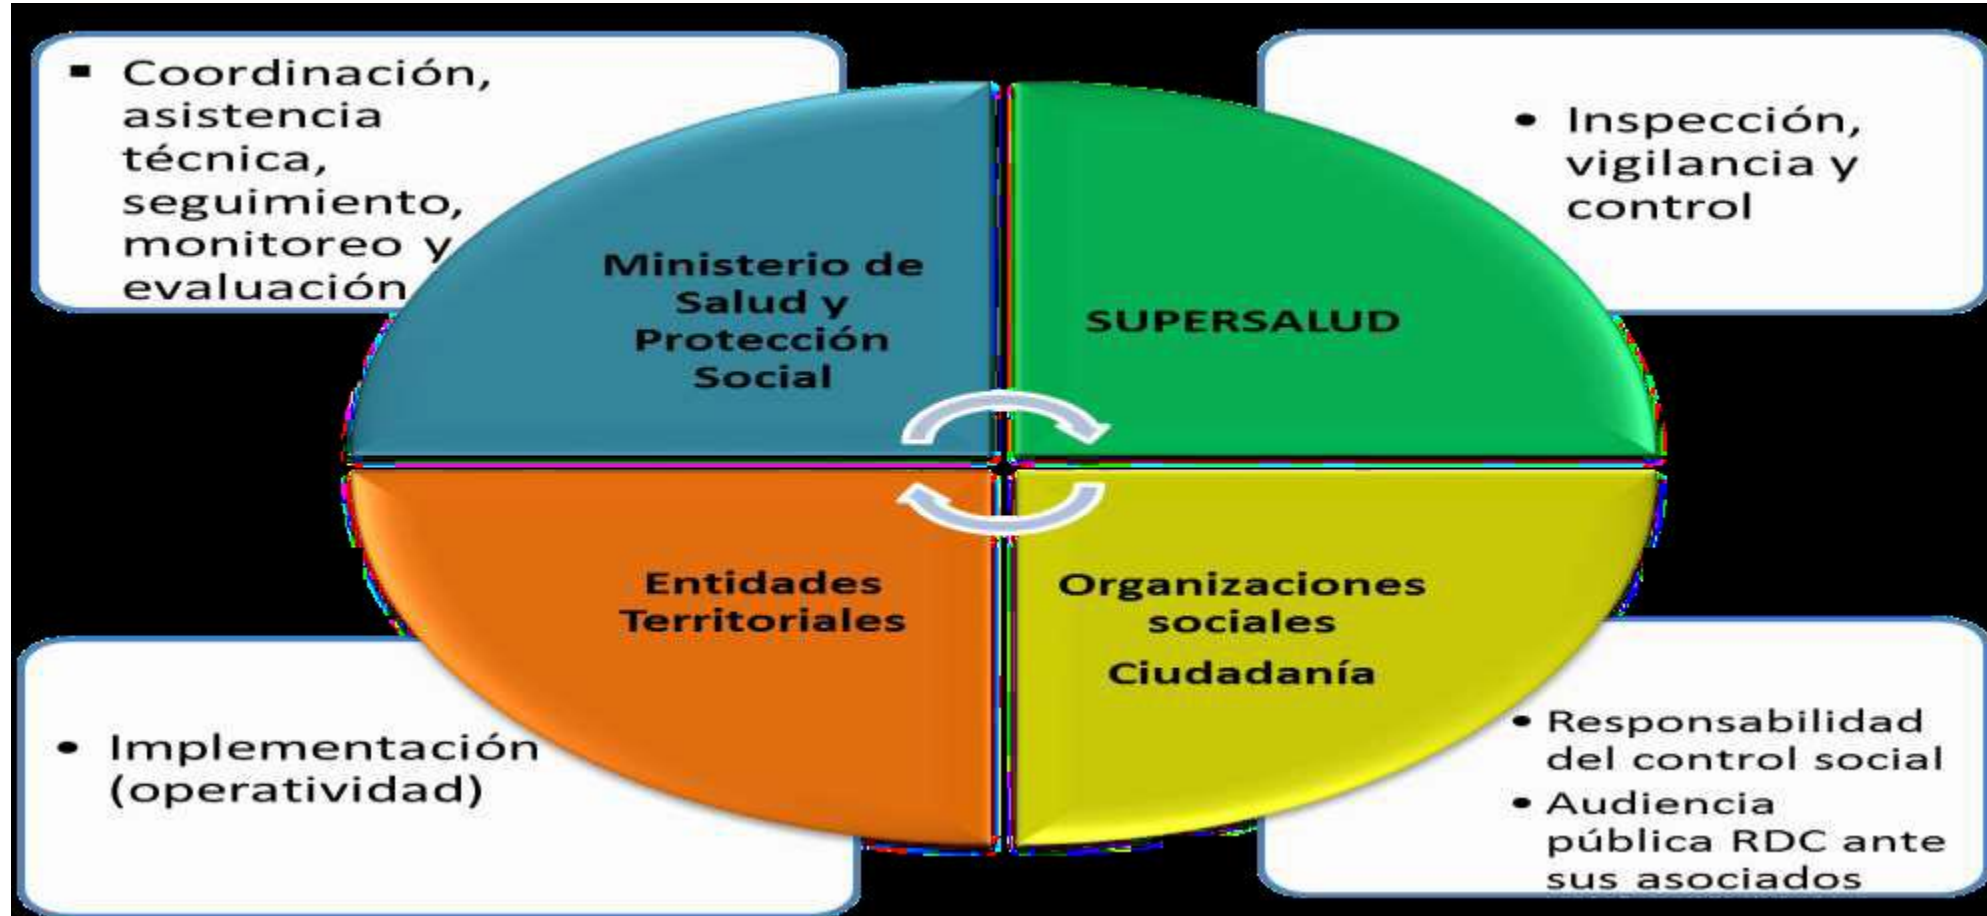 ▪ Coordinación,
asistencia
técnica,
seguimiento,
monitoreo y
evaluación
• Inspección,
vigilancia y
control
Ministerio de
Salud y
Protección
Social
SUPERSALUD
Entidades
Territoriales
Organizaciones
sociales
Ciudadanía
• Implementación
(operatividad)
• Responsabilidad
del control social
• Audiencia
pública RDC ante
sus asociados